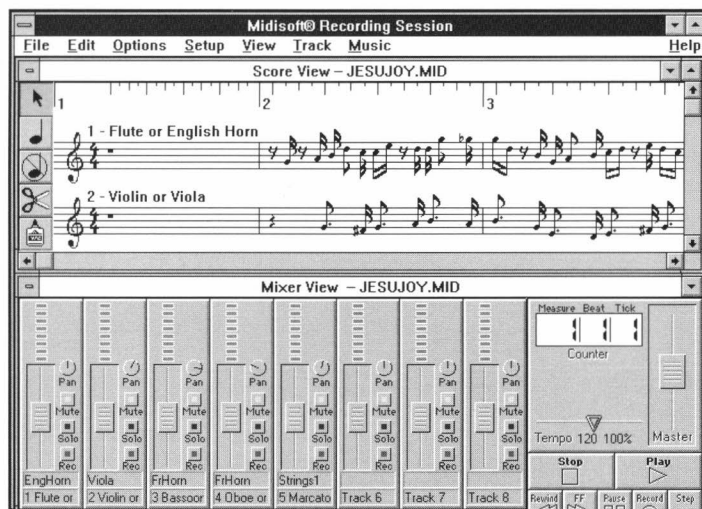 Midisoft® Recording Session
File Edit Options Setup View Track Music Help
Score View – JESUJOY.MID
1 2 3
1 - Flute or English Horn
2 - Violin or Viola
Mixer View – JESUJOY.MID
Measure Beat Tick
1 1 1
Counter
Pan Pan Pan Pan Pan Pan Pan Pan
Mute Mute Mute Mute Mute Mute Mute Mute
Solo Solo Solo Solo Solo Solo Solo Solo
Tempo 120 100% Master
Rec Rec Rec Rec Rec Rec Rec Rec
Stop Play
EngHorn Viola FrHorn FrHorn Strings1
1 Flute or 2 Violin or 3 Bassoor 4 Oboe or 5 Marcato Track 6 Track 7 Track 8
Rewind FF Pause Record Step